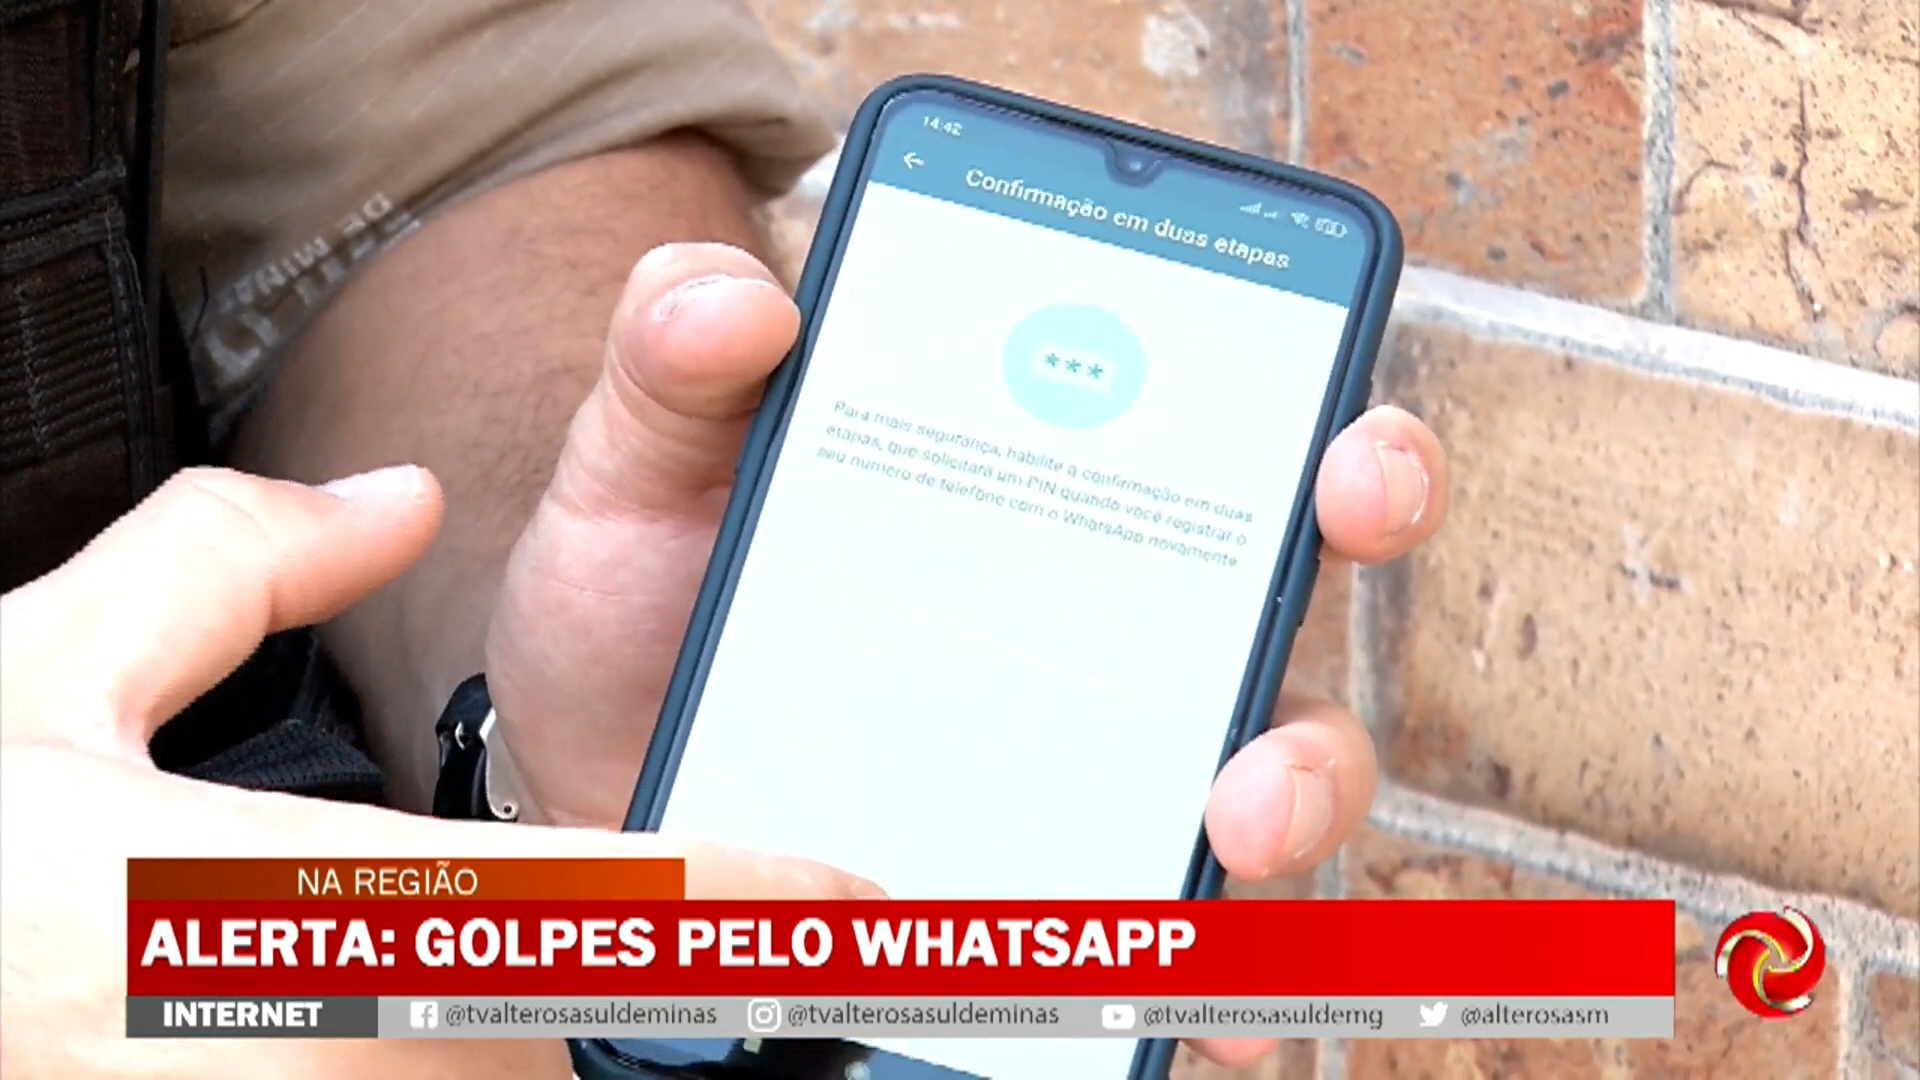 14:42
Confirmação em duas etapas
***
Para mais segurança, habilite a confirmação em duas
etapas, que solicitará um PIN quando você registrar o
seu número de telefone com o WhatsApp novamente.
DE MINAS
NA REGIÃO
ALERTA: GOLPES PELO WHATSAPP
INTERNET @tvalterosasuldeminas @tvalterosasuldeminas @tvalterosasuldemg @alterosasm